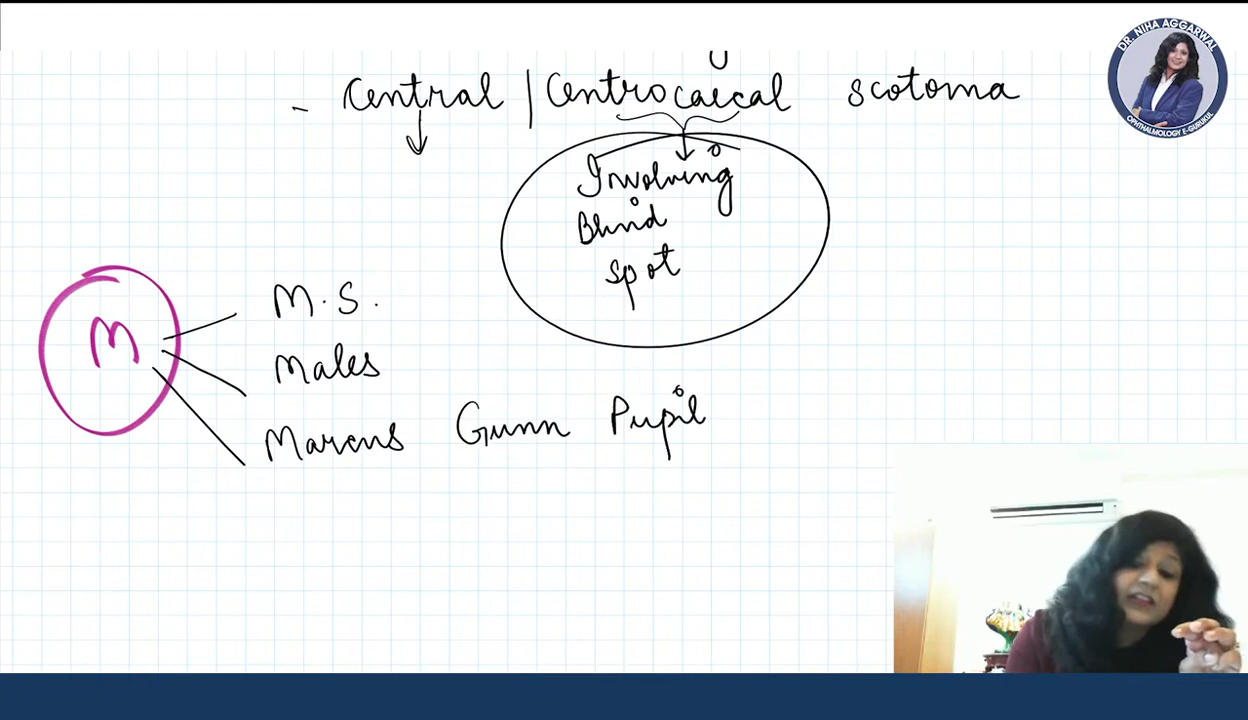 DR. NIHA AGGARWAL
OPHTHALMOLOGY E-GURUKUL
- Central | Centrocaecal scotoma
Involving
Blind
spot
M
M.S.
Males
Marcus Gunn Pupil